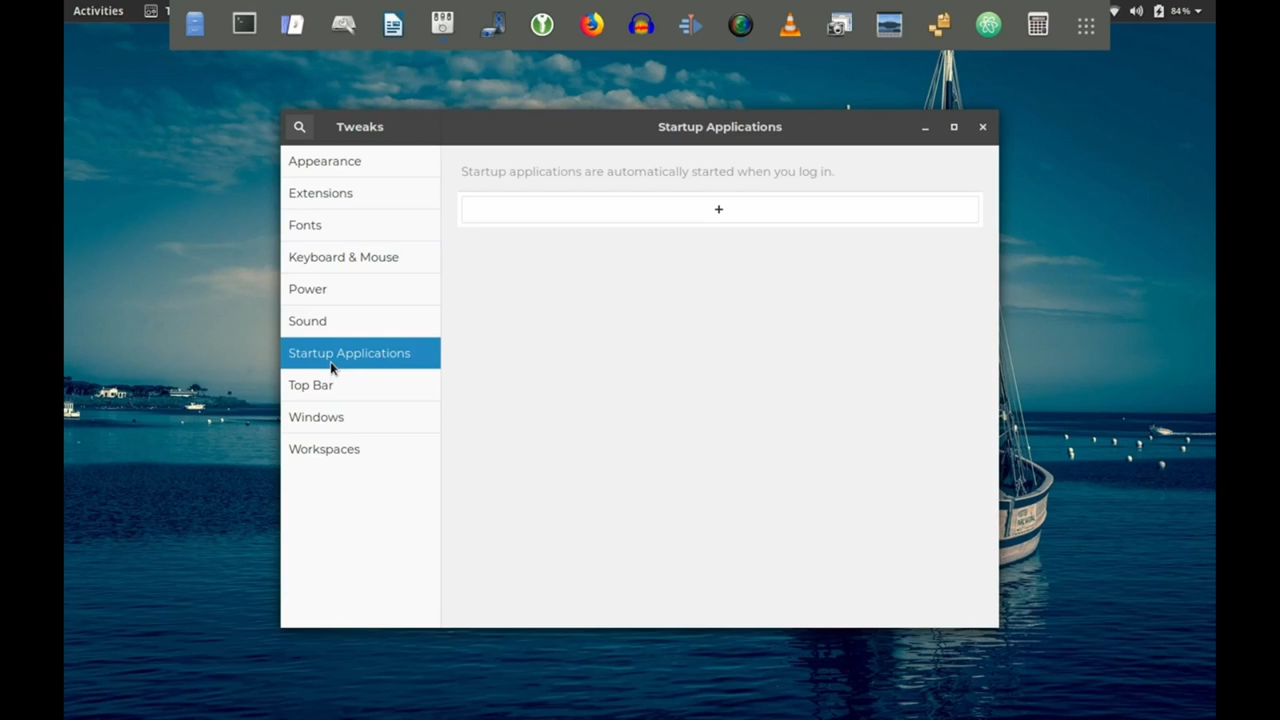 Activities
84 %
Tweaks
Startup Applications
Appearance
Extensions
Fonts
Keyboard & Mouse
Power
Sound
Startup Applications
Top Bar
Windows
Workspaces
Startup applications are automatically started when you log in.
+